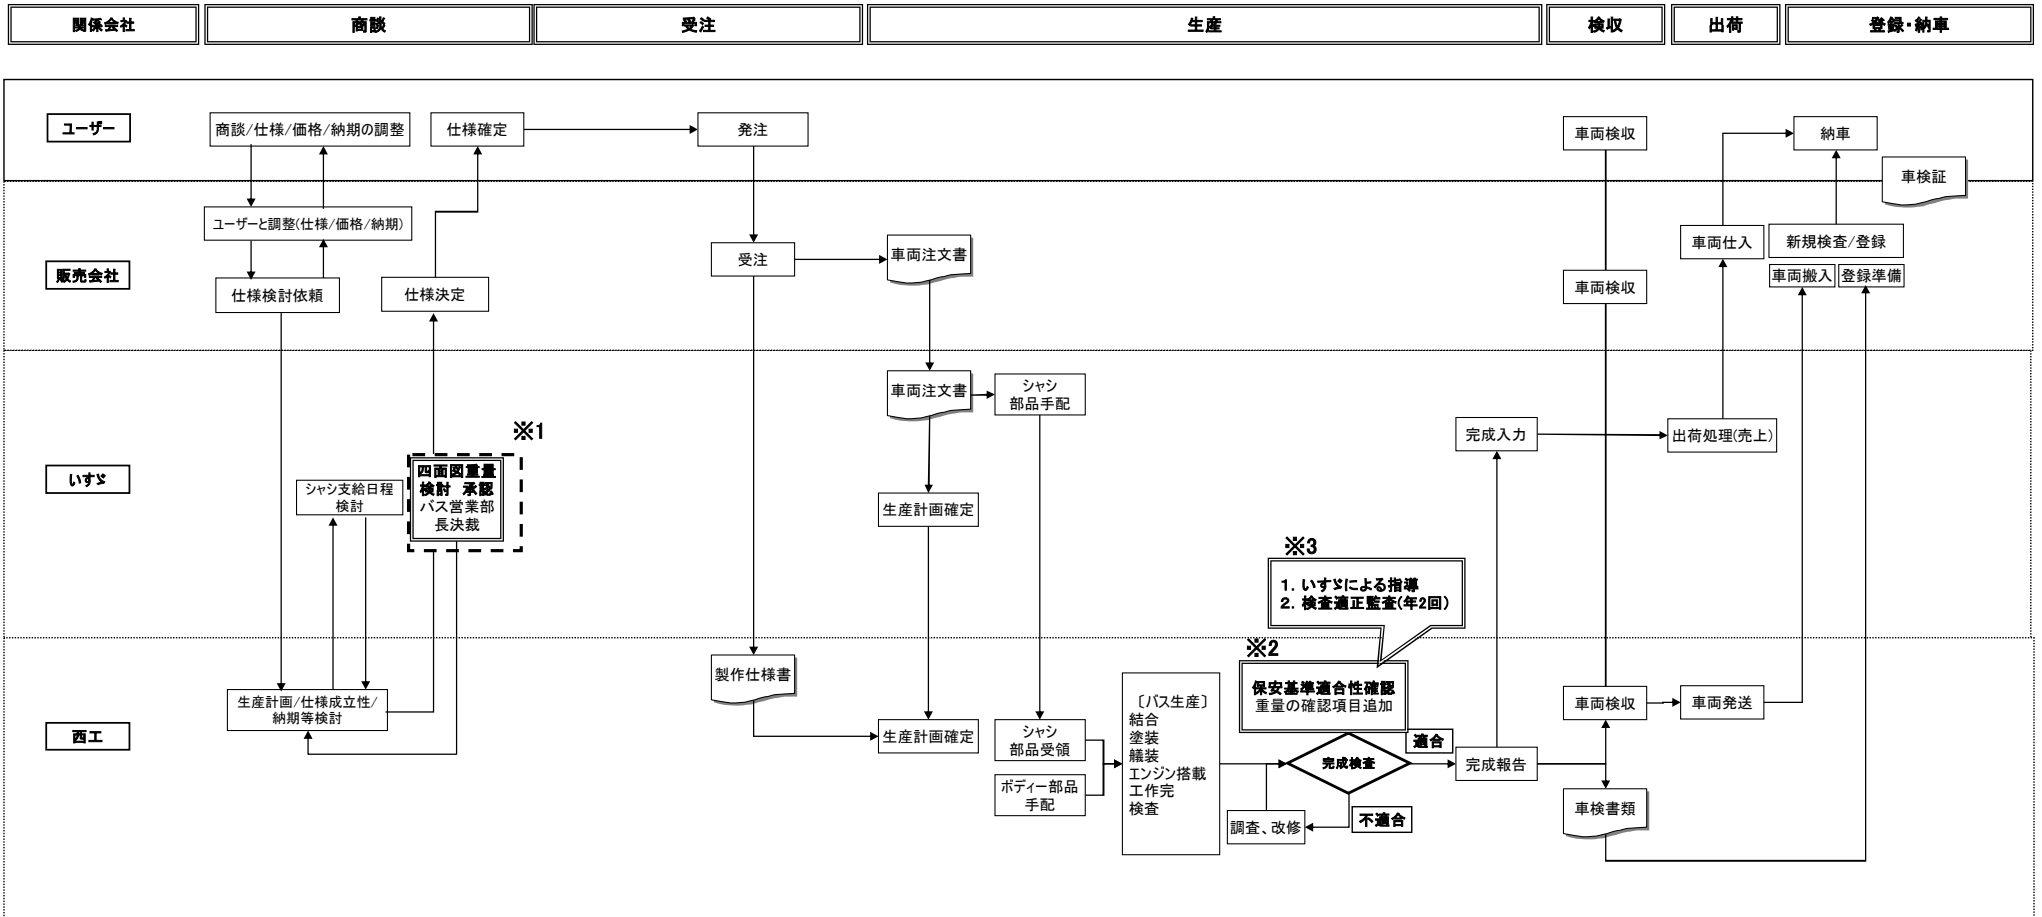 関係会社
商談
受注
生産
検収
出荷
登録・納車
ユーザー
商談/仕様/価格/納期の調整
仕様確定
発注
車両検収
納車
車検証
販売会社
ユーザーと調整(仕様/価格/納期)
仕様検討依頼
仕様決定
受注
車両注文書
車両検収
車両仕入
新規検査/登録
車両搬入
登録準備
いすゞ
シャシ支給日程
検討
※1
四面図重量
検討 承認
バス営業部
長決裁
車両注文書
シャシ
部品手配
生産計画確定
完成入力
出荷処理(売上)
※3
1. いすゞによる指導
2. 検査適正監査(年2回)
西工
生産計画/仕様成立性/
納期等検討
製作仕様書
生産計画確定
シャシ
部品受領
ボディー部品
手配
〔バス生産〕
結合
塗装
艤装
エンジン搭載
工作完
検査
※2
保安基準適合性確認
重量の確認項目追加
完成検査
適合
不適合
調査、改修
完成報告
車両検収
車両発送
車検書類